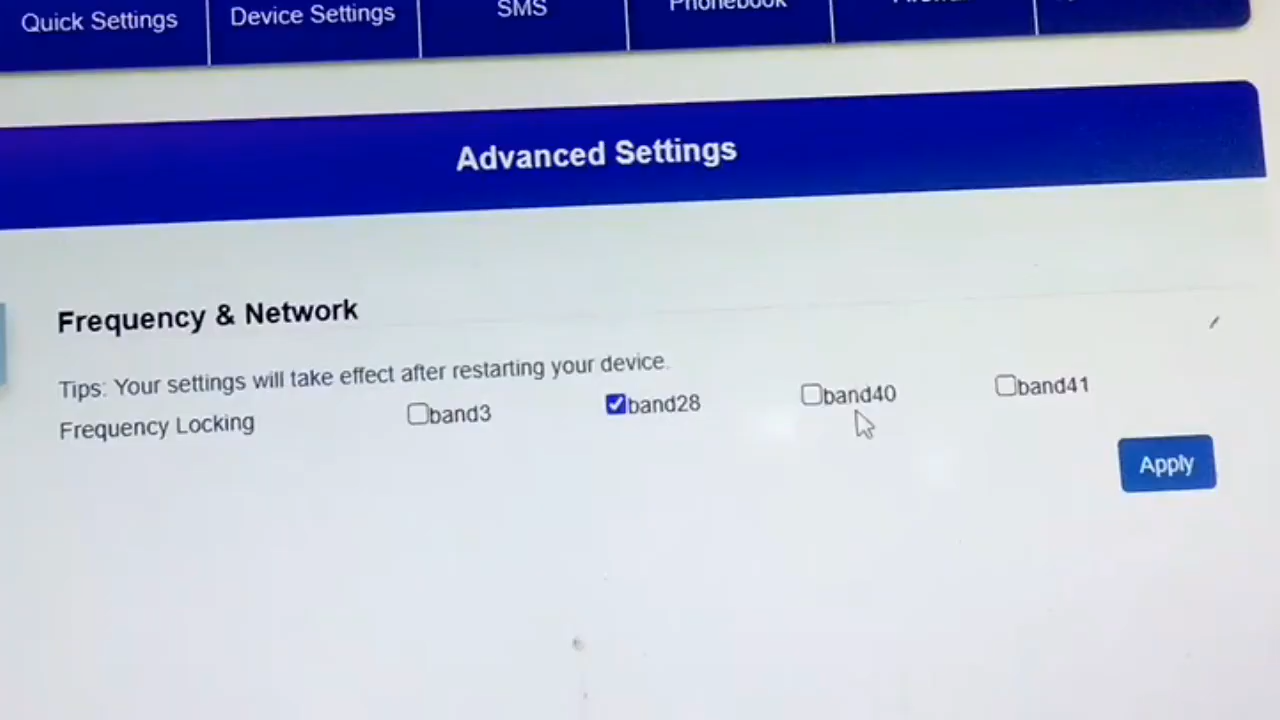 Quick Settings
Device Settings
SMS
Phonebook
Advanced Settings
Frequency & Network
Tips: Your settings will take effect after restarting your device.
Frequency Locking
band3
band28
band40
band41
Apply